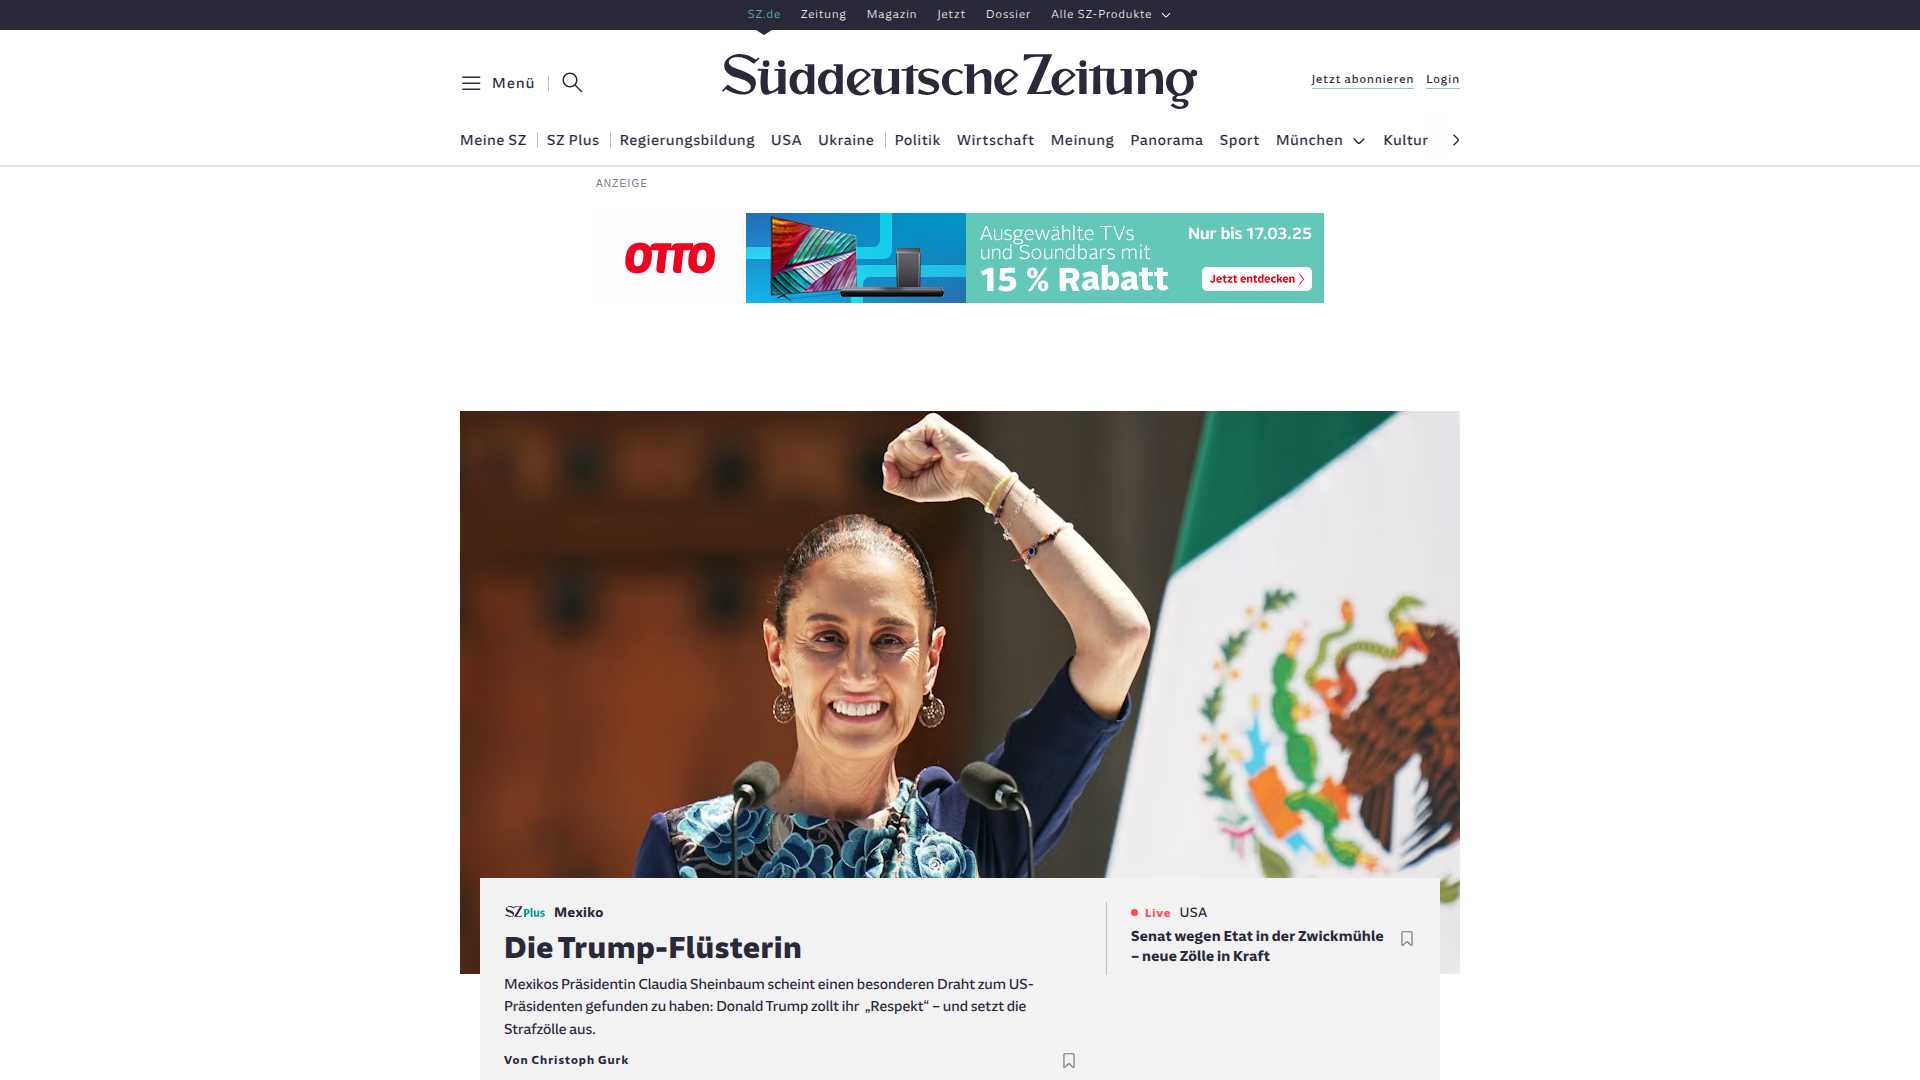 SZ.de Zeitung Magazin Jetzt Dossier Alle SZ-Produkte
Menü
Süddeutsche Zeitung
Jetzt abonnieren Login
Meine SZ SZ Plus Regierungsbildung USA Ukraine Politik Wirtschaft Meinung Panorama Sport München Kultur
ANZEIGE
OTTO
Ausgewählte TVs
und Soundbars mit
15 % Rabatt
Nur bis 17.03.25
Jetzt entdecken
SZ Plus Mexiko
Die Trump-Flüsterin
Mexikos Präsidentin Claudia Sheinbaum scheint einen besonderen Draht zum US-
Präsidenten gefunden zu haben: Donald Trump zollt ihr „Respekt“ – und setzt die
Strafzölle aus.
Von Christoph Gurk
Live USA
Senat wegen Etat in der Zwickmühle
– neue Zölle in Kraft